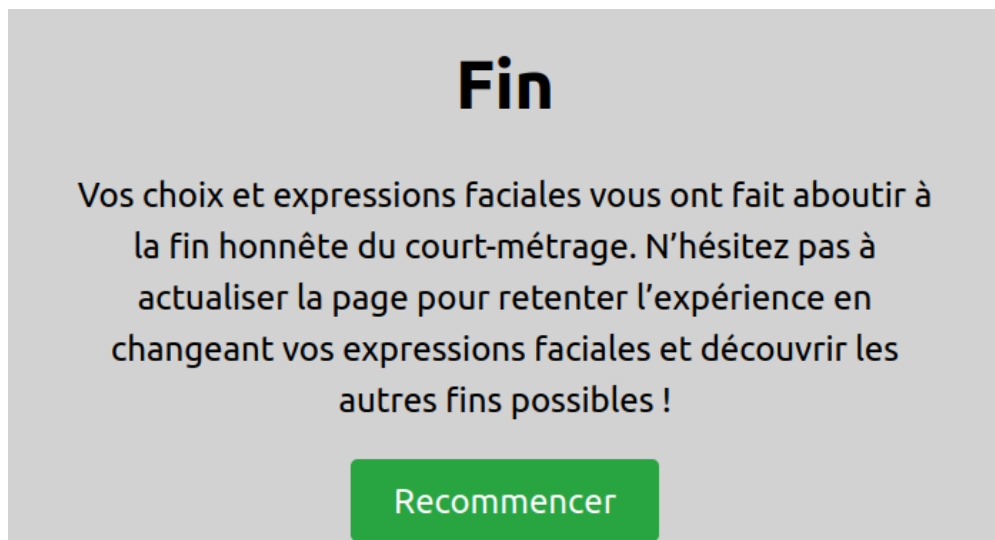 Fin
Vos choix et expressions faciales vous ont fait aboutir à
la fin honnête du court-métrage. N’hésitez pas à
actualiser la page pour retenter l’expérience en
changeant vos expressions faciales et découvrir les
autres fins possibles !
Recommencer